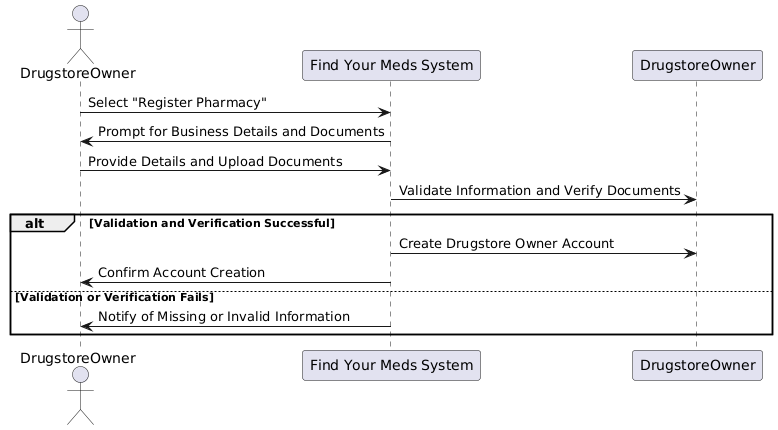 DrugstoreOwner
Find Your Meds System
DrugstoreOwner
Select "Register Pharmacy"
Prompt for Business Details and Documents
Provide Details and Upload Documents
Validate Information and Verify Documents
alt
[Validation and Verification Successful]
Create Drugstore Owner Account
Confirm Account Creation
[Validation or Verification Fails]
Notify of Missing or Invalid Information
DrugstoreOwner
Find Your Meds System
DrugstoreOwner